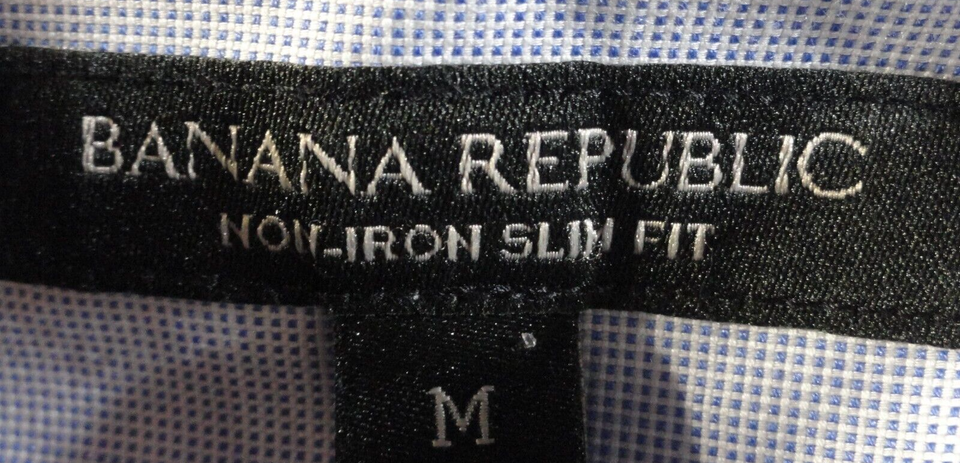 BANANA REPUBLIC
NON-IRON SLIM FIT
M